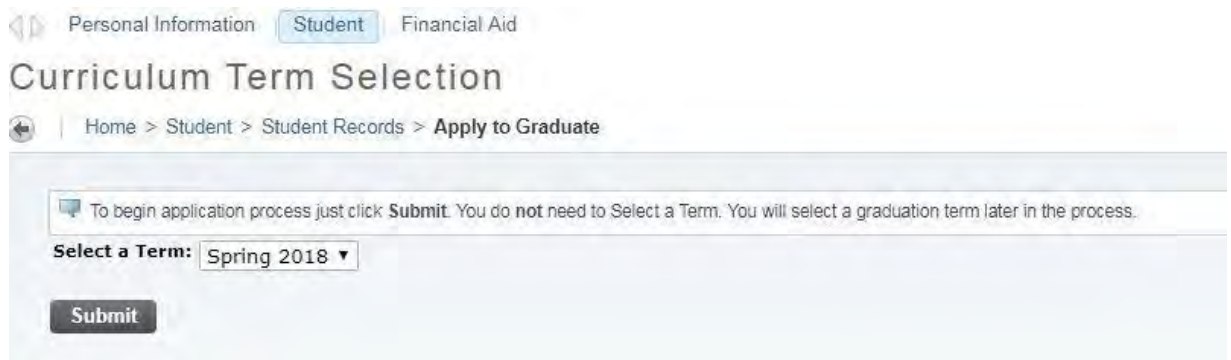 Personal Information Student Financial Aid
Curriculum Term Selection
Home > Student > Student Records > Apply to Graduate
To begin application process just click Submit. You do not need to Select a Term. You will select a graduation term later in the process.
Select a Term: Spring 2018
Submit